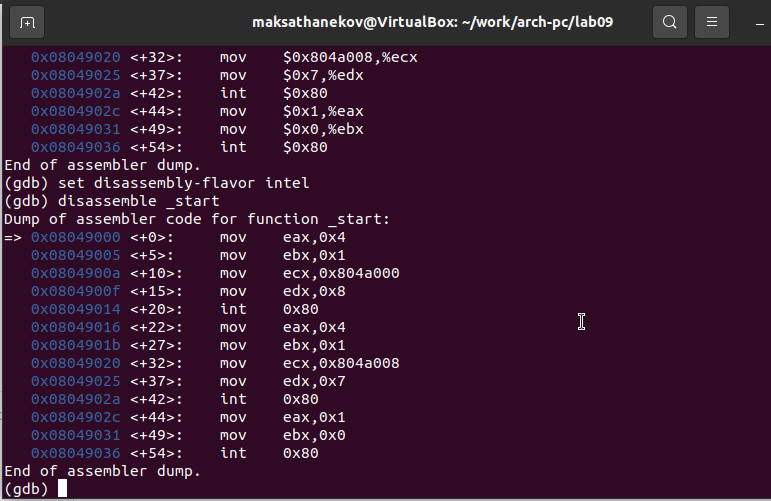 maksathanekov@VirtualBox: ~/work/arch-pc/lab09
0x08049020 <+32>: mov $0x804a008,%ecx
0x08049025 <+37>: mov $0x7,%edx
0x0804902a <+42>: int $0x80
0x0804902c <+44>: mov $0x1,%eax
0x08049031 <+49>: mov $0x0,%ebx
0x08049036 <+54>: int $0x80
End of assembler dump.
(gdb) set disassembly-flavor intel
(gdb) disassemble _start
Dump of assembler code for function _start:
=> 0x08049000 <+0>: mov eax,0x4
0x08049005 <+5>: mov ebx,0x1
0x0804900a <+10>: mov ecx,0x804a000
0x0804900f <+15>: mov edx,0x8
0x08049014 <+20>: int 0x80
0x08049016 <+22>: mov eax,0x4
0x0804901b <+27>: mov ebx,0x1
0x08049020 <+32>: mov ecx,0x804a008
0x08049025 <+37>: mov edx,0x7
0x0804902a <+42>: int 0x80
0x0804902c <+44>: mov eax,0x1
0x08049031 <+49>: mov ebx,0x0
0x08049036 <+54>: int 0x80
End of assembler dump.
(gdb)